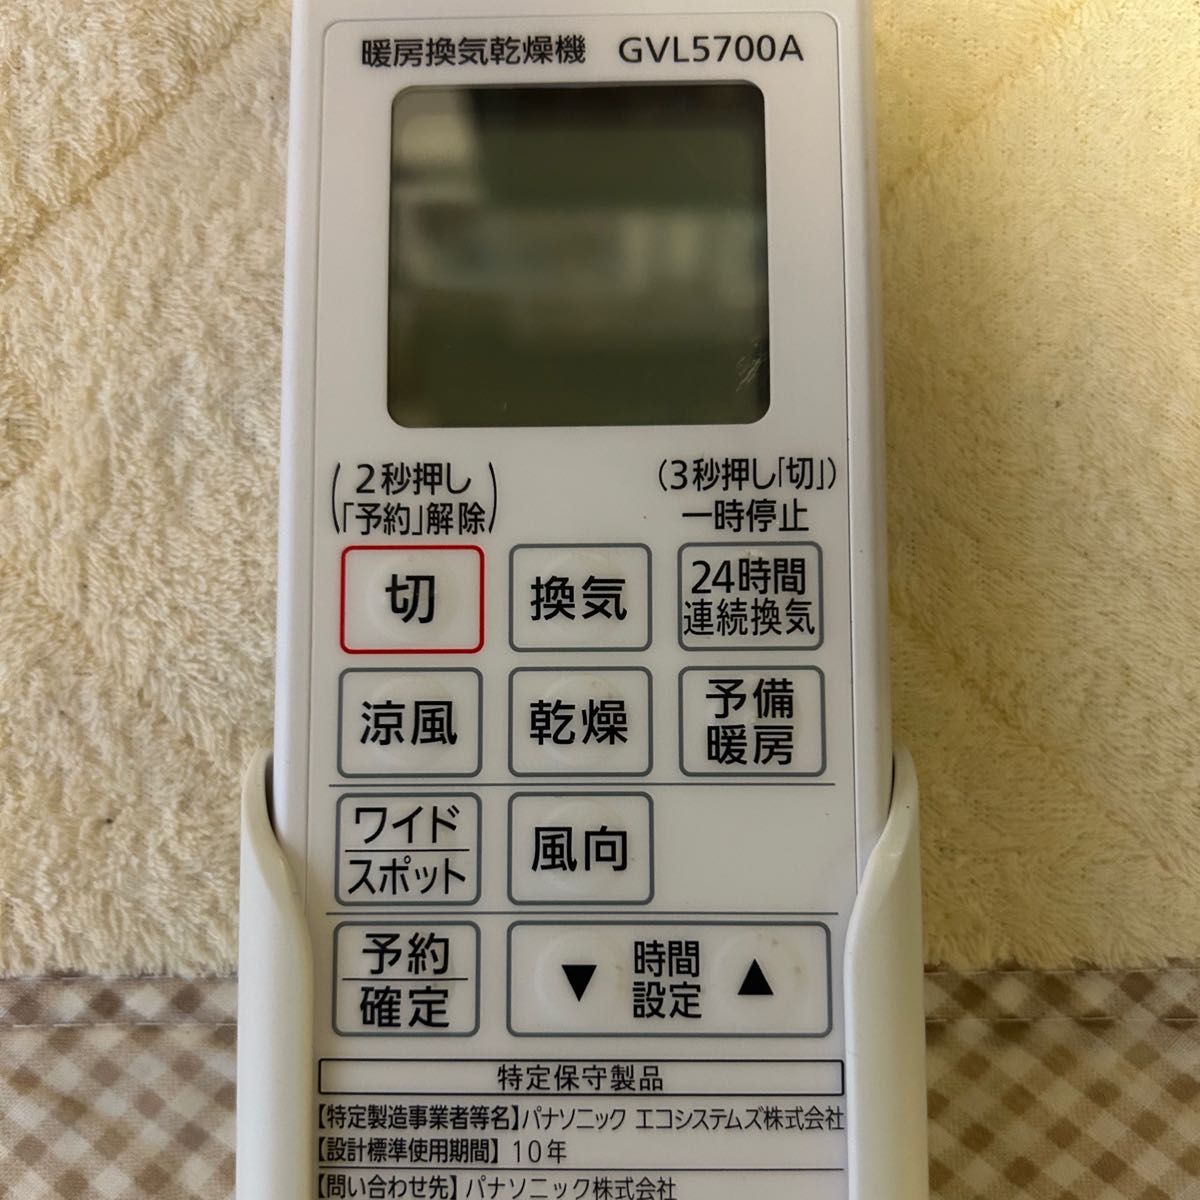 暖房換気乾燥機 GVL5700A
(2秒押し
「予約」解除)
(3秒押し「切」)
一時停止
切
換気
24時間
連続換気
涼風
乾燥
予備
暖房
ワイド
スポット
風向
予約
確定
▼ 時間 ▲
設定
特定保守製品
【特定製造事業者等名】パナソニック エコシステムズ株式会社
【設計標準使用期間】 10年
【問い合わせ先】パナソニック株式会社